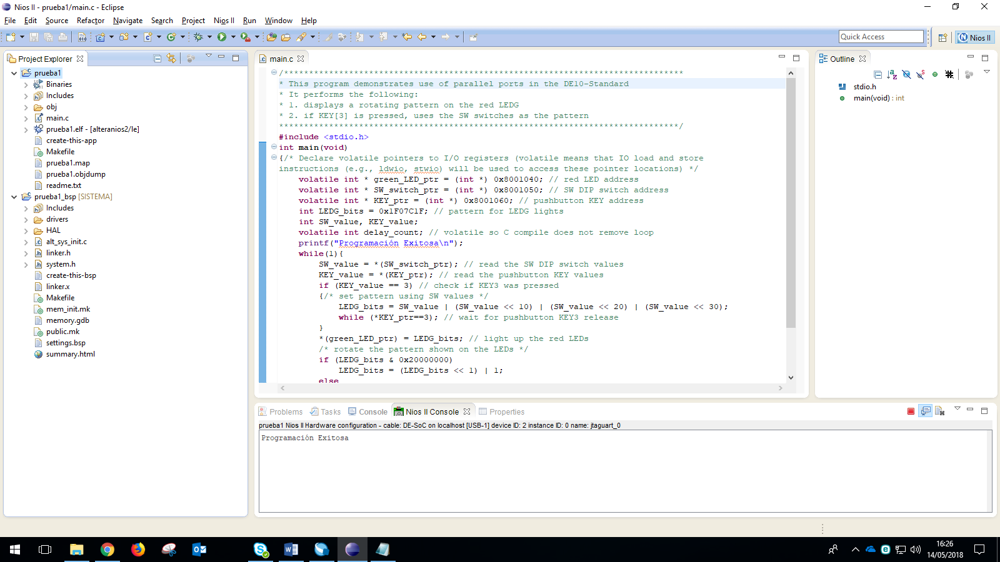 Nios II - prueba1/main.c - Eclipse
File Edit Source Refactor Navigate Search Project Nios II Run Window Help
Quick Access
Nios II
Project Explorer
prueba1
Binaries
Includes
obj
main.c
prueba1.elf - [alteranios2/le]
create-this-app
Makefile
prueba1.map
prueba1.objdump
readme.txt
prueba1_bsp [SISTEMA]
Includes
drivers
HAL
alt_sys_init.c
linker.h
system.h
create-this-bsp
linker.x
Makefile
mem_init.mk
memory.gdb
public.mk
settings.bsp
summary.html
main.c
/********************************************************************************
* This program demonstrates use of parallel ports in the DE10-Standard
* It performs the following:
* 1. displays a rotating pattern on the red LEDG
* 2. if KEY[3] is pressed, uses the SW switches as the pattern
********************************************************************************/
#include <stdio.h>
int main(void)
{/* Declare volatile pointers to I/O registers (volatile means that IO load and store
instructions (e.g., ldwio, stwio) will be used to access these pointer locations) */
volatile int * green_LED_ptr = (int *) 0x8001040; // red LED address
volatile int * SW_switch_ptr = (int *) 0x8001050; // SW DIP switch address
volatile int * KEY_ptr = (int *) 0x8001060; // pushbutton KEY address
int LEDG_bits = 0x1F07C1F; // pattern for LEDG lights
int SW_value, KEY_value;
volatile int delay_count; // volatile so C compile does not remove loop
printf("Programación Exitosa\n");
while(1){
SW_value = *(SW_switch_ptr); // read the SW DIP switch values
KEY_value = *(KEY_ptr); // read the pushbutton KEY values
if (KEY_value == 3) // check if KEY3 was pressed
{/* set pattern using SW values */
LEDG_bits = SW_value | (SW_value << 10) | (SW_value << 20) | (SW_value << 30);
while (*KEY_ptr==3); // wait for pushbutton KEY3 release
}
*(green_LED_ptr) = LEDG_bits; // light up the red LEDs
/* rotate the pattern shown on the LEDs */
if (LEDG_bits & 0x20000000)
LEDG_bits = (LEDG_bits << 1) | 1;
else
Outline
stdio.h
main(void) : int
Problems Tasks Console Nios II Console Properties
prueba1 Nios II Hardware configuration - cable: DE-SoC on localhost [USB-1] device ID: 2 instance ID: 0 name: jtaguart_0
Programación Exitosa
16:26
14/05/2018